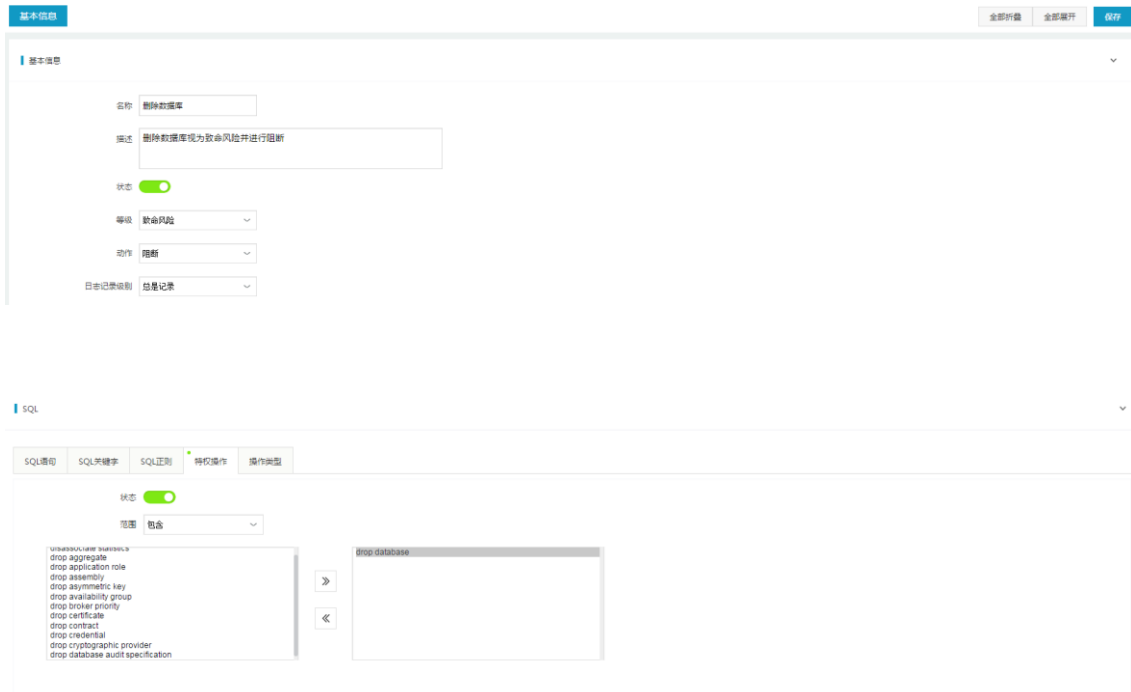 基本信息 全部折叠 全部展开 保存
基本信息
名称 删除数据库
描述 删除数据库视为致命风险并进行阻断
状态
等级 致命风险
动作 阻断
日志记录级别 总是记录
SQL
SQL语句 SQL关键字 SQL正则 特权操作 操作类型
状态
范围 包含
disassociate statistics drop database
drop aggregate
drop application role
drop assembly
drop asymmetric key
drop availability group
drop broker priority
drop certificate
drop contract
drop credential
drop cryptographic provider
drop database audit specification